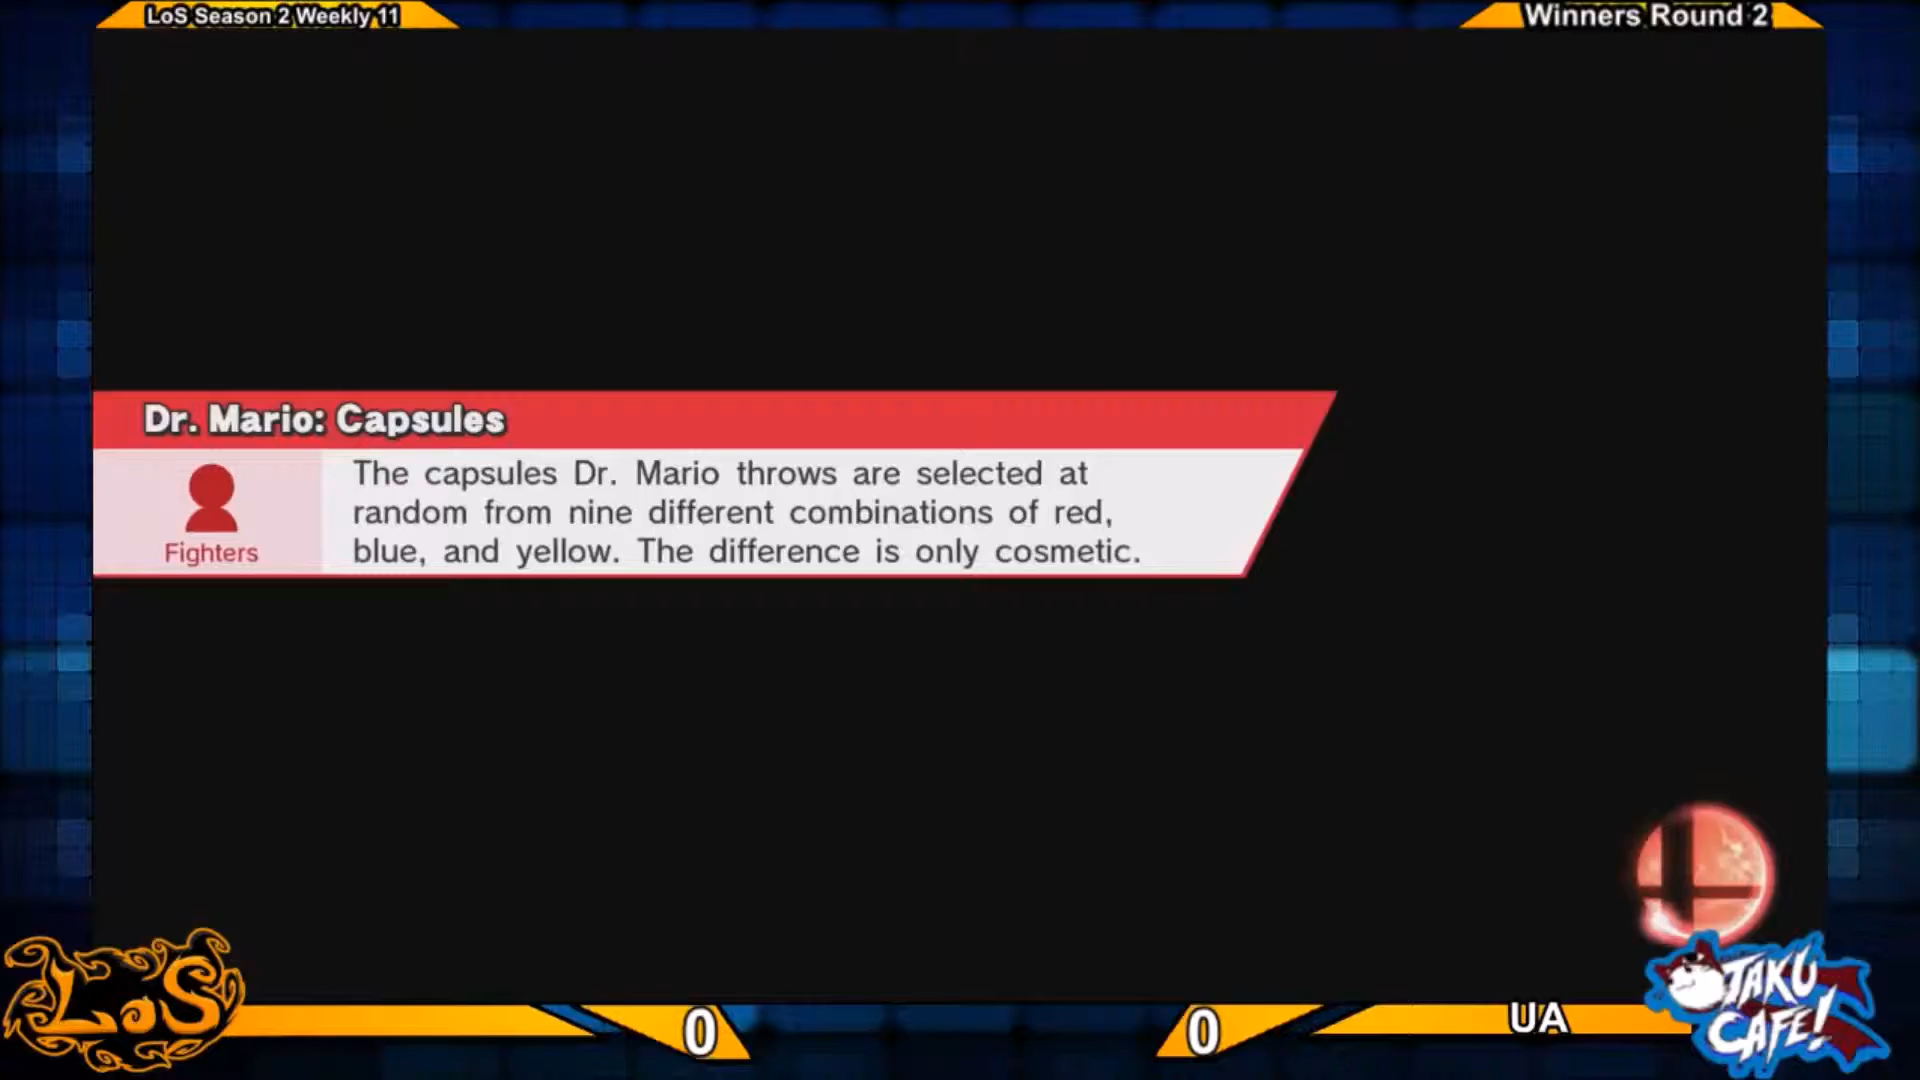 LoS Season 2 Weekly 11
Winners Round 2
Dr. Mario: Capsules
The capsules Dr. Mario throws are selected at
random from nine different combinations of red,
blue, and yellow. The difference is only cosmetic.
Fighters
LoS
0
0
UA
OTAKU
CAFE!